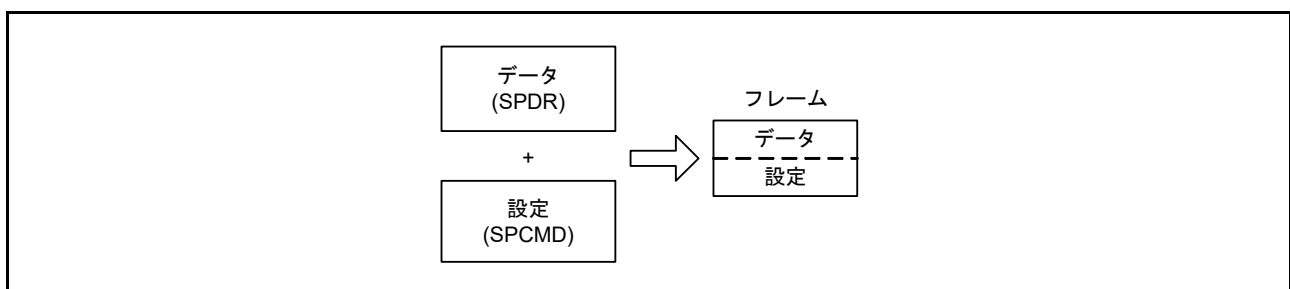 データ
(SPDR)
+
設定
(SPCMD)
フレーム
データ
設定